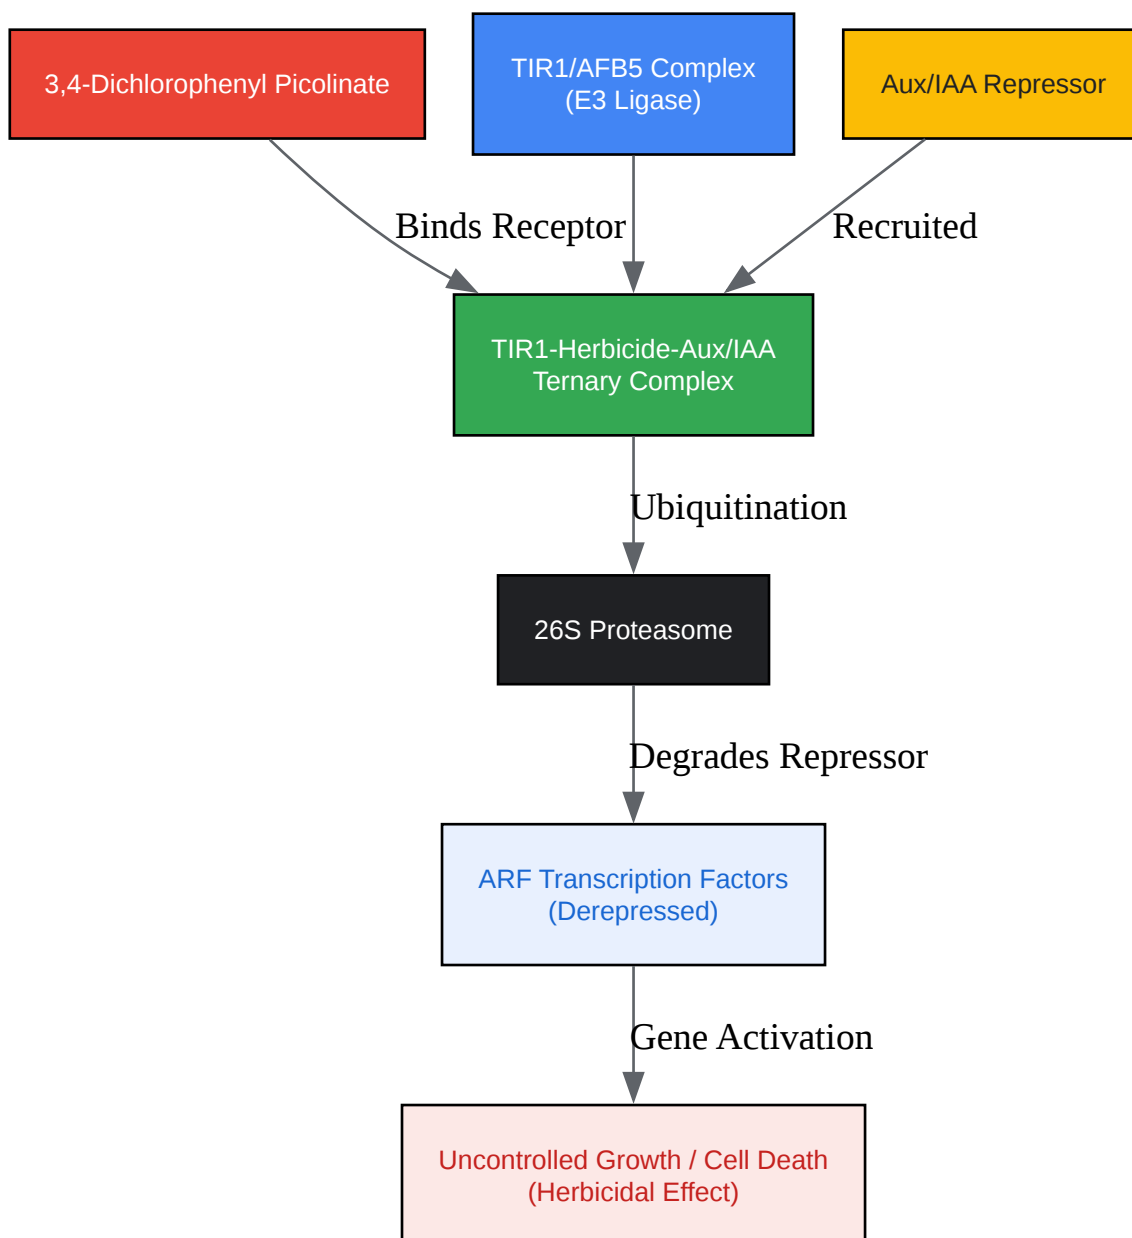 3,4-Dichlorophenyl Picolinate
TIR1/AFB5 Complex
(E3 Ligase)
Aux/IAA Repressor
Binds Receptor
Recruited
TIR1-Herbicide-Aux/IAA
Ternary Complex
Ubiquitination
26S Proteasome
Degrades Repressor
ARF Transcription Factors
(Derepressed)
Gene Activation
Uncontrolled Growth / Cell Death
(Herbicidal Effect)